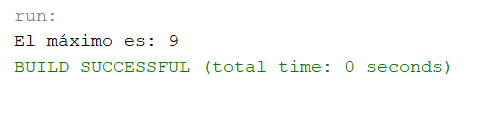 run:
El máximo es: 9
BUILD SUCCESSFUL (total time: 0 seconds)